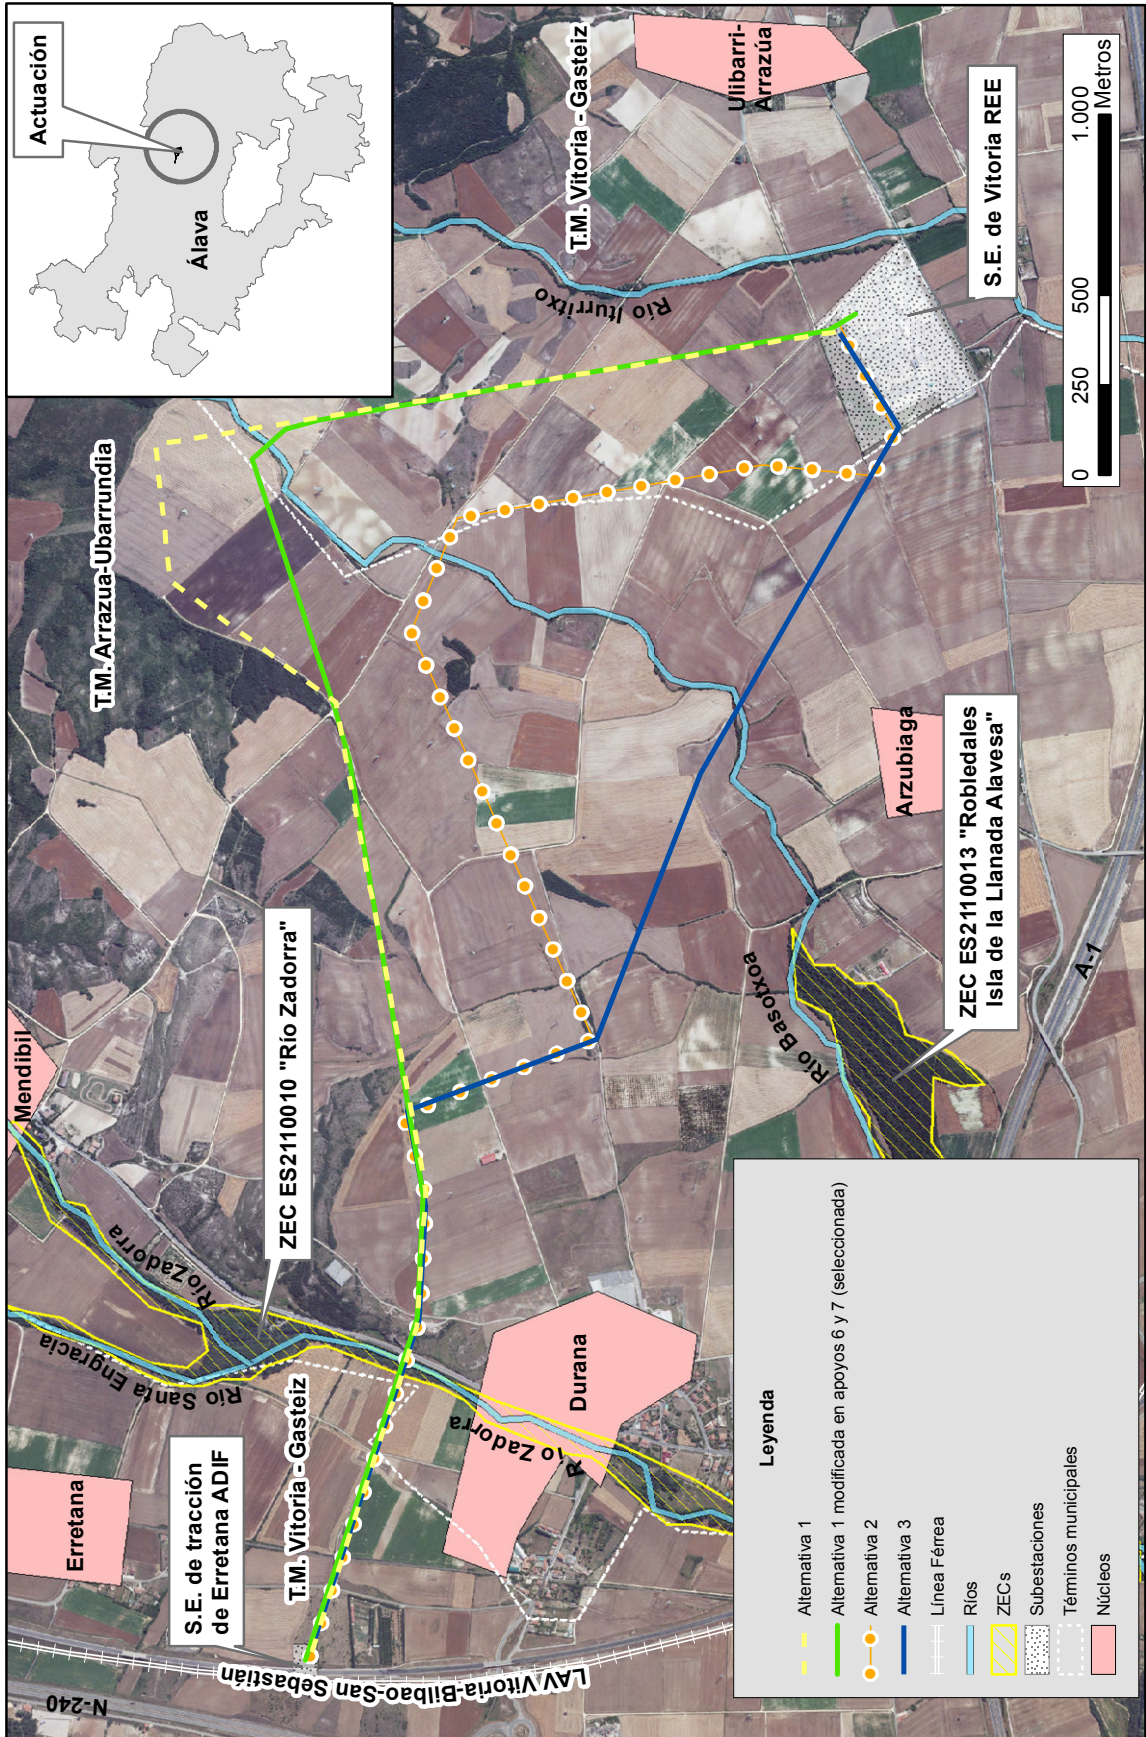 N-240
LAV Vitoria-Bilbao-San Sebastián
Erretana
S.E. de tracción
de Erretana ADIF
T.M. Vitoria - Gasteiz
Río Santa Engracia
Río Zadorra
Mendibil
ZEC ES2110010 "Río Zadorra"
Río Zadorra
Durana
T.M. Arrazua-Ubarrundia
Actuación
Álava
Río Iturritxo
T.M. Vitoria - Gasteiz
Ulibarri-
Arrazúa
S.E. de Vitoria REE
Arzubiaga
Río Basotxoa
ZEC ES2110013 "Robledales
Isla de la Llanada Alavesa"
A-1
0
250
500
1.000
Metros
Leyenda
Alternativa 1
Alternativa 1 modificada en apoyos 6 y 7 (seleccionada)
Alternativa 2
Alternativa 3
Línea Férrea
Ríos
ZECs
Subestaciones
Términos municipales
Núcleos